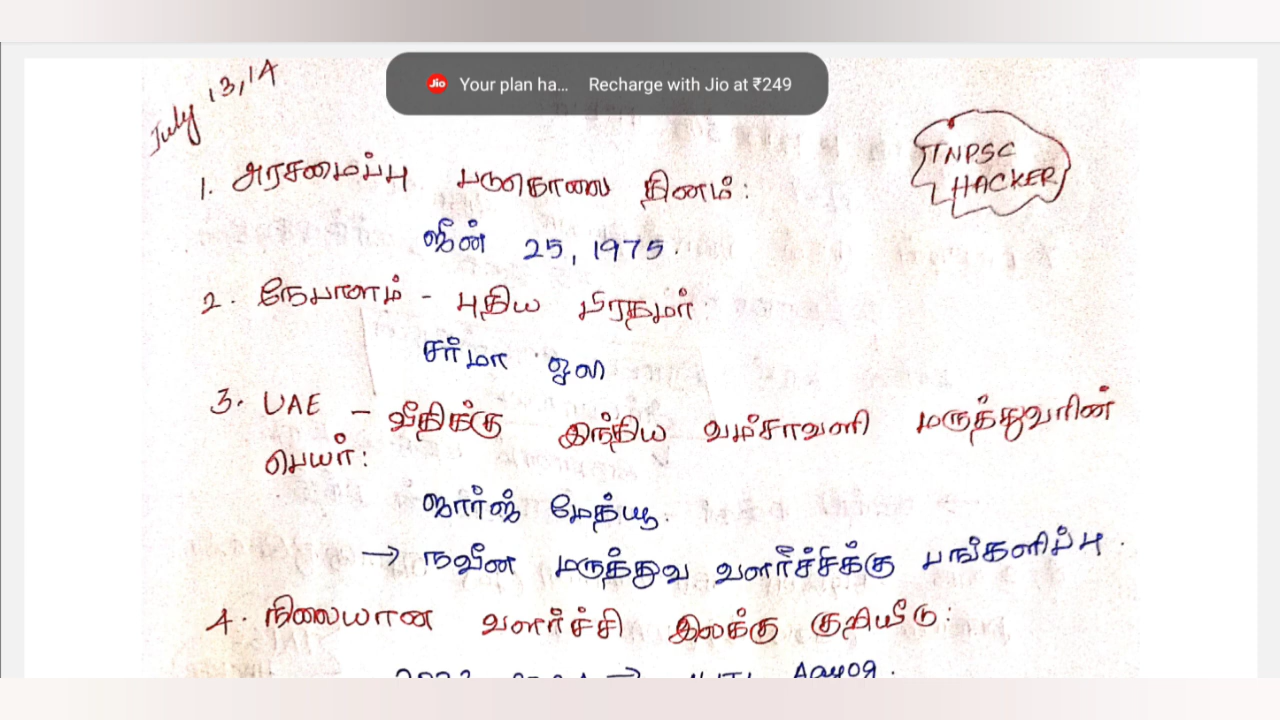 Your plan ha... Recharge with Jio at ₹249
July 13,14
TNPSC
HACKER
1. அரசமைப்பு படுகொலை தினம்:
ஜீன் 25, 1975.
2. நேபாளம் - புதிய பிரதமர்
சர்மா ஒலி
3. UAE - வீதிக்கு இந்திய வம்சாவளி மருத்துவரின்
பெயர்:
ஜார்ஜ் மேத்யூ.
→ நவீன மருத்துவ வளர்ச்சிக்கு பங்களிப்பு.
4. நிலையான வளர்ச்சி இலக்கு குறியீடு:
Aayog.